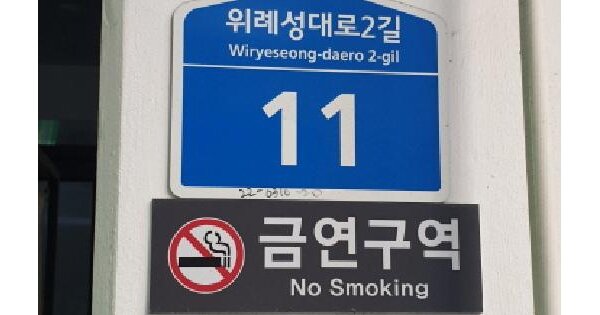 위례성대로2길
Wiryeseong-daero 2-gil
11
금연구역
No Smoking